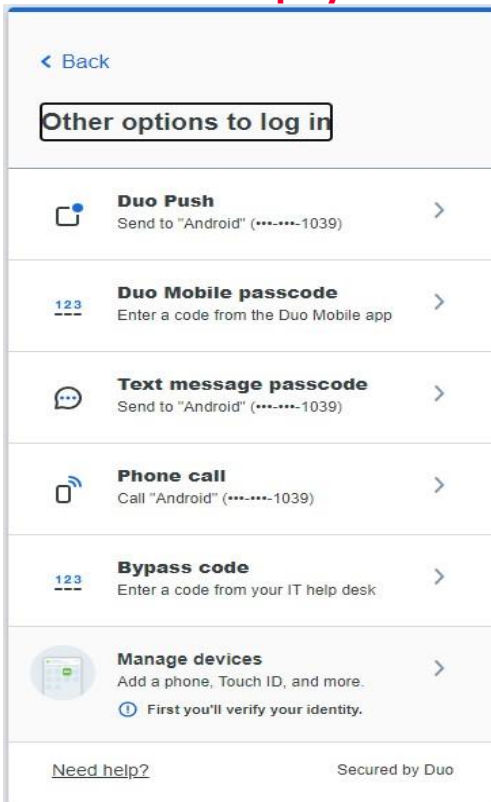 < Back
Other options to log in
Duo Push
Send to "Android" (•••-•••-1039)
123
Duo Mobile passcode
Enter a code from the Duo Mobile app
Text message passcode
Send to "Android" (•••-•••-1039)
Phone call
Call "Android" (•••-•••-1039)
123
Bypass code
Enter a code from your IT help desk
Manage devices
Add a phone, Touch ID, and more.
First you'll verify your identity.
Need help? Secured by Duo